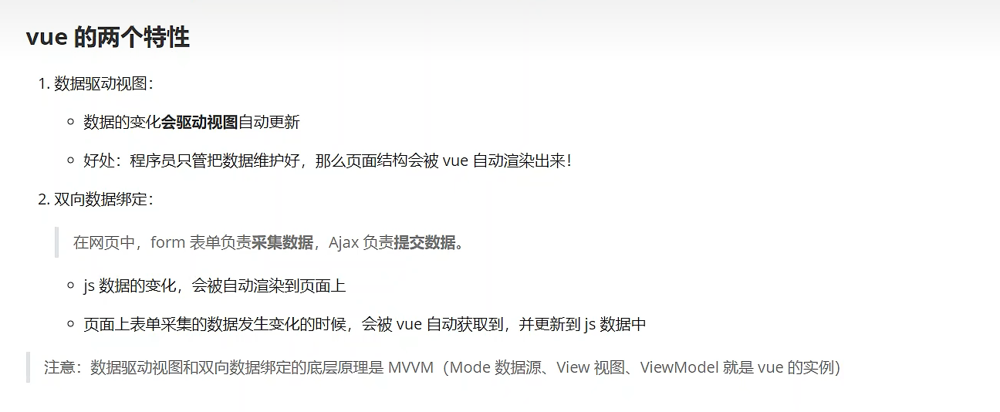 vue 的两个特性
1. 数据驱动视图：
数据的变化会驱动视图自动更新
好处：程序员只管把数据维护好，那么页面结构会被 vue 自动渲染出来！
2. 双向数据绑定：
在网页中，form 表单负责采集数据，Ajax 负责提交数据。
js 数据的变化，会被自动渲染到页面上
页面上表单采集的数据发生变化的时候，会被 vue 自动获取到，并更新到 js 数据中
注意：数据驱动视图和双向数据绑定的底层原理是 MVVM（Mode 数据源、View 视图、ViewModel 就是 vue 的实例）